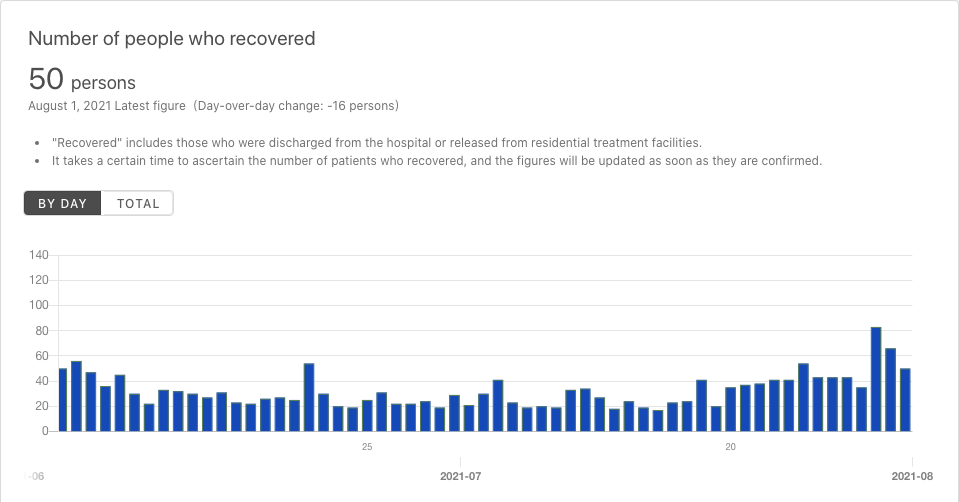 Number of people who recovered
50 persons
August 1, 2021 Latest figure (Day-over-day change: -16 persons)
• "Recovered" includes those who were discharged from the hospital or released from residential treatment facilities.
• It takes a certain time to ascertain the number of patients who recovered, and the figures will be updated as soon as they are confirmed.
BY DAY TOTAL
140
120
100
80
60
40
20
0
25 20
-06 2021-07 2021-08